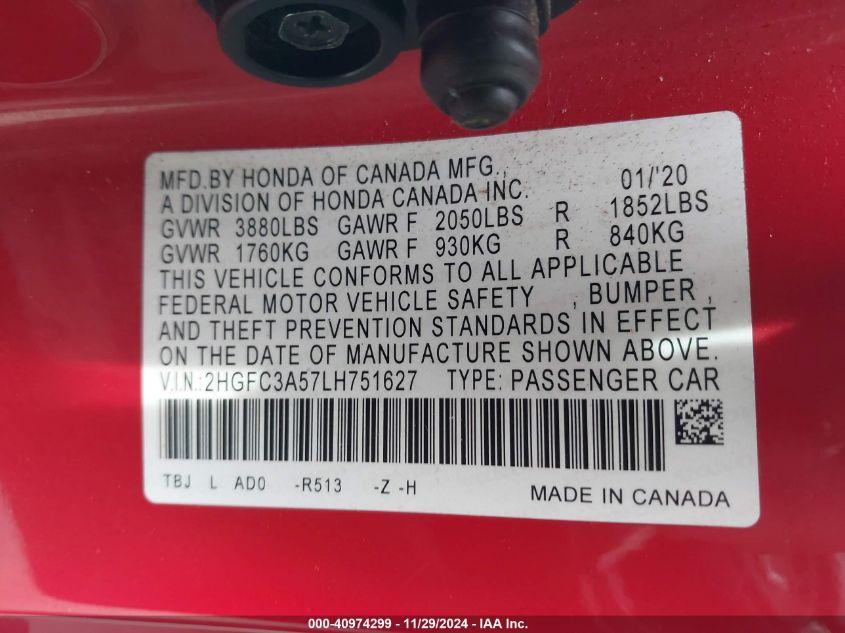 MFD.BY HONDA OF CANADA MFG., 01/'20
A DIVISION OF HONDA CANADA INC.
GVWR 3880LBS GAWR F 2050LBS R 1852LBS
GVWR 1760KG GAWR F 930KG R 840KG
THIS VEHICLE CONFORMS TO ALL APPLICABLE
FEDERAL MOTOR VEHICLE SAFETY , BUMPER ,
AND THEFT PREVENTION STANDARDS IN EFFECT
ON THE DATE OF MANUFACTURE SHOWN ABOVE.
V.I.N.:2HGFC3A57LH751627 TYPE: PASSENGER CAR
TBJ L AD0 -R513 -Z -H
MADE IN CANADA
000-40974299 - 11/29/2024 - IAA Inc.